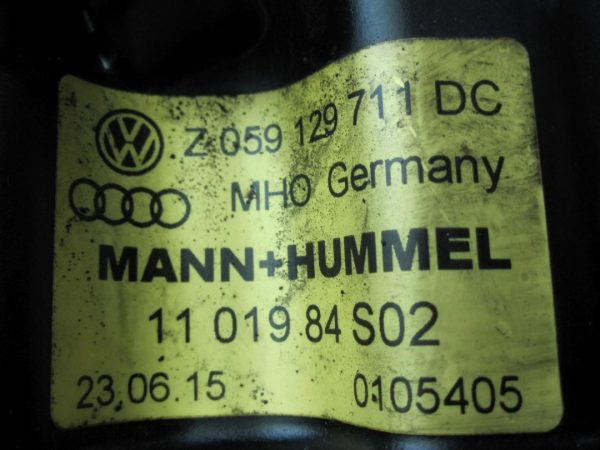 Z 059 129 711 DC
MHO Germany
MANN+HUMMEL
11 019 84 S02
23.06.15 0105405